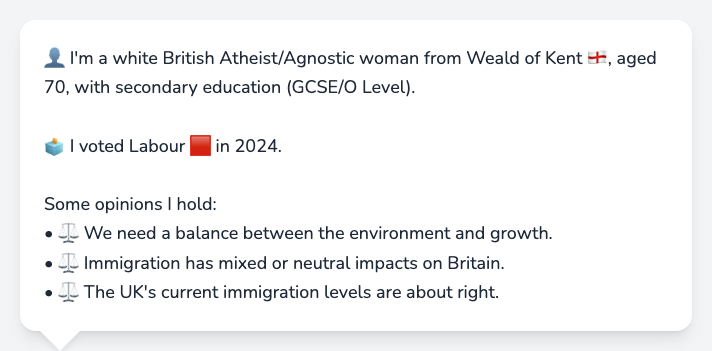 👤 I'm a white British Atheist/Agnostic woman from Weald of Kent 🏴󠁧󠁢󠁥󠁮󠁧󠁿, aged
70, with secondary education (GCSE/O Level).
🗳️ I voted Labour 🟥 in 2024.
Some opinions I hold:
• ⚖️ We need a balance between the environment and growth.
• ⚖️ Immigration has mixed or neutral impacts on Britain.
• ⚖️ The UK's current immigration levels are about right.